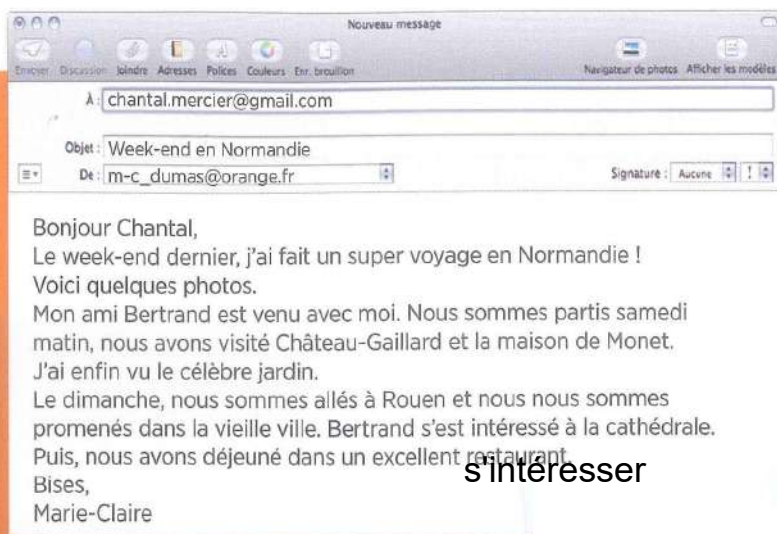 Nouveau message
Envoyer Discussion Joindre Adresses Polices Couleurs Enr. brouillon Navigateur de photos Afficher les modèles
À : chantal.mercier@gmail.com
Objet : Week-end en Normandie
De : m-c_dumas@orange.fr Signature : Aucune !
Bonjour Chantal,
Le week-end dernier, j'ai fait un super voyage en Normandie !
Voici quelques photos.
Mon ami Bertrand est venu avec moi. Nous sommes partis samedi
matin, nous avons visité Château-Gaillard et la maison de Monet.
J'ai enfin vu le célèbre jardin.
Le dimanche, nous sommes allés à Rouen et nous nous sommes
promenés dans la vieille ville. Bertrand s'est intéressé à la cathédrale.
Puis, nous avons déjeuné dans un excellent restaurant.
s'intéresser
Bises,
Marie-Claire